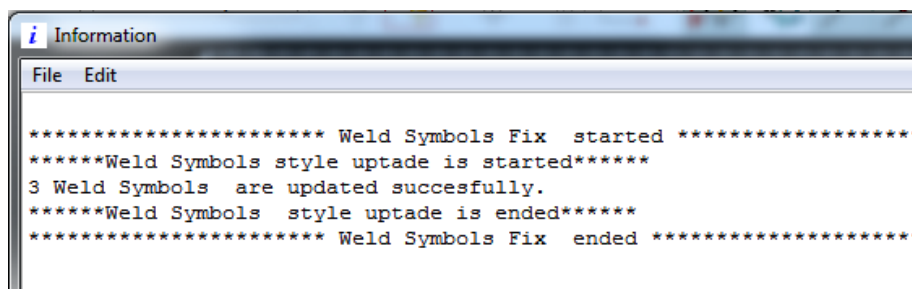 Information
File Edit
*********************** Weld Symbols Fix  started *******************
******Weld Symbols style uptade is started******
3 Weld Symbols  are updated succesfully.
******Weld Symbols  style uptade is ended******
*********************** Weld Symbols Fix  ended ********************